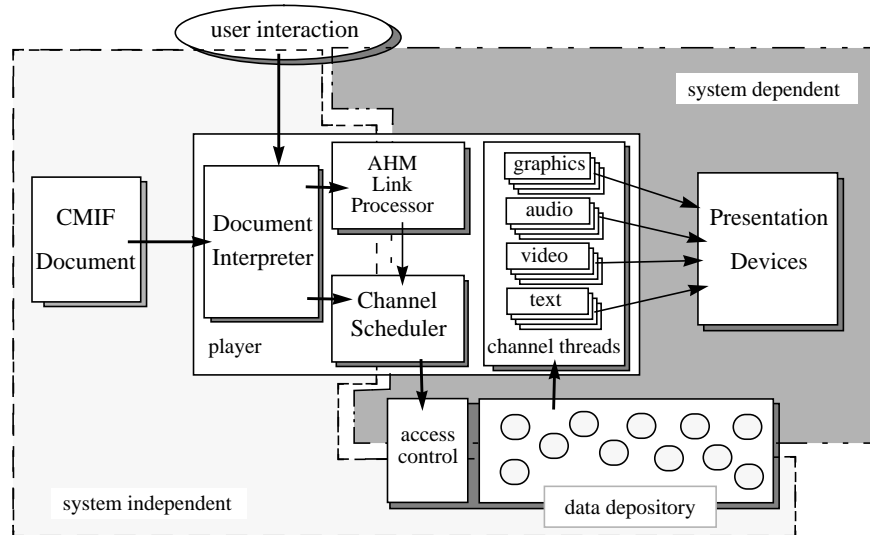 user interaction
system dependent
CMIF
Document
Document
Interpreter
AHM
Link
Processor
Channel
Scheduler
player
graphics
audio
video
text
channel threads
Presentation
Devices
access
control
data depository
system independent